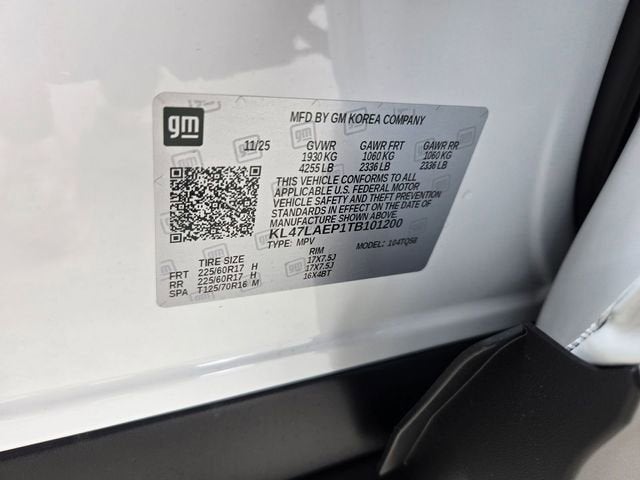 gm
MFD BY GM KOREA COMPANY
11/25 GVWR GAWR FRT GAWR RR
1930 KG 1060 KG 1060 KG
4255 LB 2336 LB 2336 LB
THIS VEHICLE CONFORMS TO ALL
APPLICABLE U.S. FEDERAL MOTOR
VEHICLE SAFETY AND THEFT PREVENTION
STANDARDS IN EFFECT ON THE DATE OF
MANUFACTURE SHOWN ABOVE.
KL47LAEP1TB101200
TYPE: MPV MODEL: 104TQ58
TIRE SIZE RIM
FRT 225/60R17 H 17X7.5J
RR 225/60R17 H 17X7.5J
SPA T125/70R16 M 16X4BT